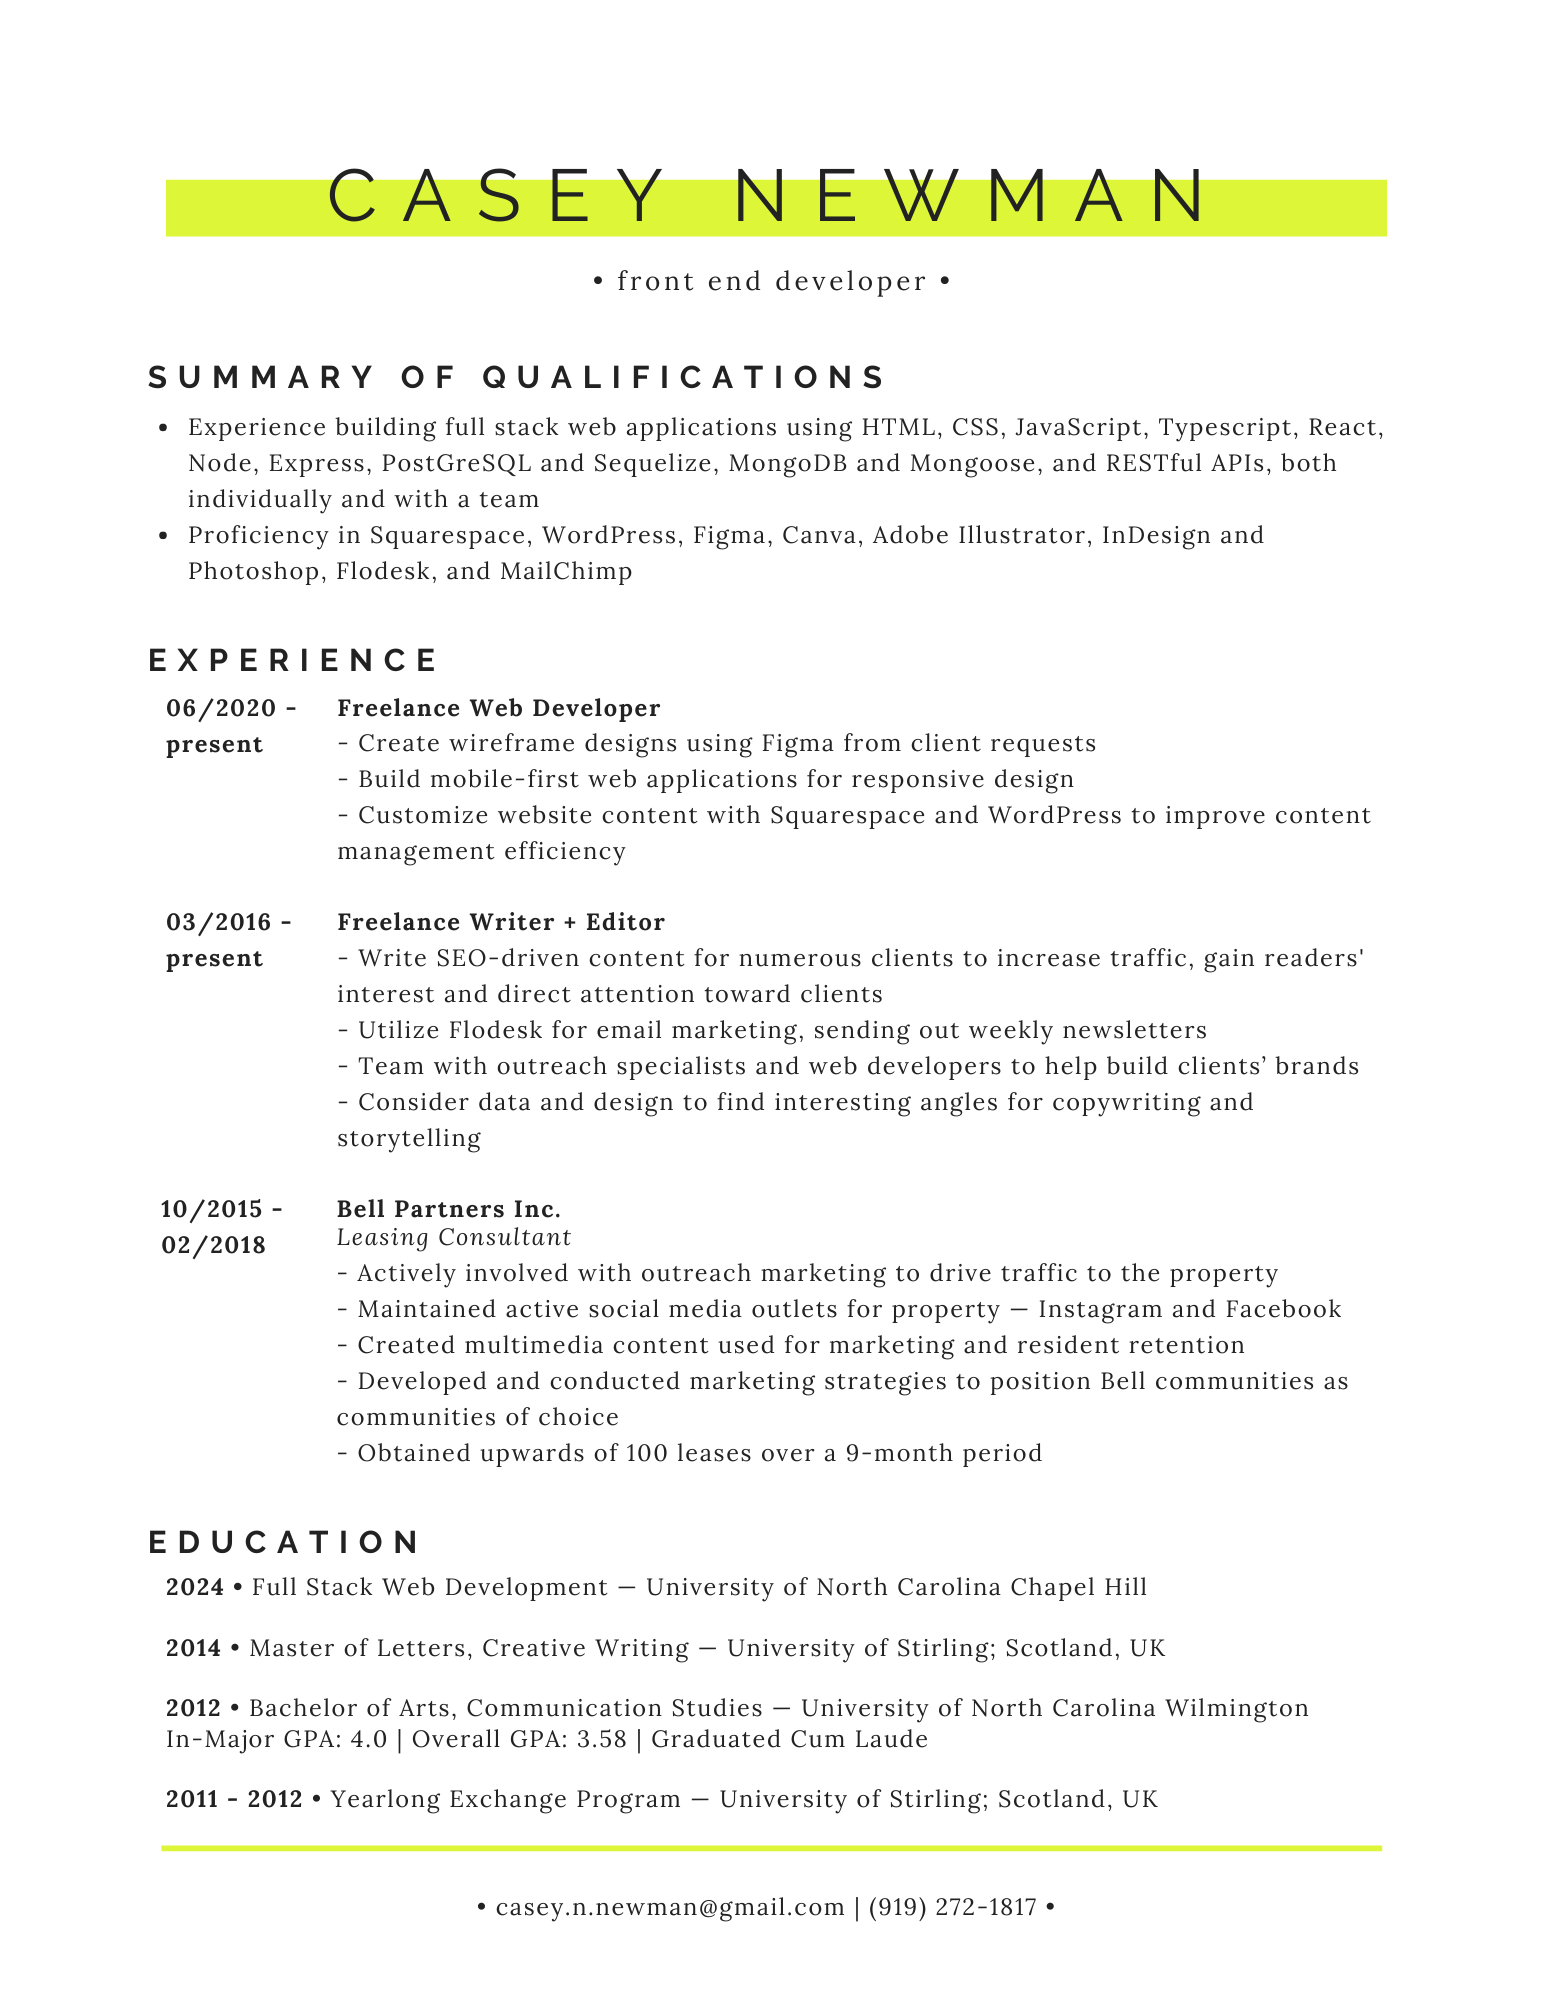 CASEY NEWMAN
• front end developer •
SUMMARY OF QUALIFICATIONS
• Experience building full stack web applications using HTML, CSS, JavaScript, Typescript, React,
Node, Express, PostGreSQL and Sequelize, MongoDB and Mongoose, and RESTful APIs, both
individually and with a team
• Proficiency in Squarespace, WordPress, Figma, Canva, Adobe Illustrator, InDesign and
Photoshop, Flodesk, and MailChimp
EXPERIENCE
06/2020 -
present
Freelance Web Developer
- Create wireframe designs using Figma from client requests
- Build mobile-first web applications for responsive design
- Customize website content with Squarespace and WordPress to improve content
management efficiency
03/2016 -
present
Freelance Writer + Editor
- Write SEO-driven content for numerous clients to increase traffic, gain readers'
interest and direct attention toward clients
- Utilize Flodesk for email marketing, sending out weekly newsletters
- Team with outreach specialists and web developers to help build clients’ brands
- Consider data and design to find interesting angles for copywriting and
storytelling
10/2015 -
02/2018
Bell Partners Inc.
Leasing Consultant
- Actively involved with outreach marketing to drive traffic to the property
- Maintained active social media outlets for property — Instagram and Facebook
- Created multimedia content used for marketing and resident retention
- Developed and conducted marketing strategies to position Bell communities as
communities of choice
- Obtained upwards of 100 leases over a 9-month period
EDUCATION
2024 • Full Stack Web Development — University of North Carolina Chapel Hill
2014 • Master of Letters, Creative Writing — University of Stirling; Scotland, UK
2012 • Bachelor of Arts, Communication Studies — University of North Carolina Wilmington
In-Major GPA: 4.0 | Overall GPA: 3.58 | Graduated Cum Laude
2011 - 2012 • Yearlong Exchange Program — University of Stirling; Scotland, UK
• casey.n.newman@gmail.com | (919) 272-1817 •